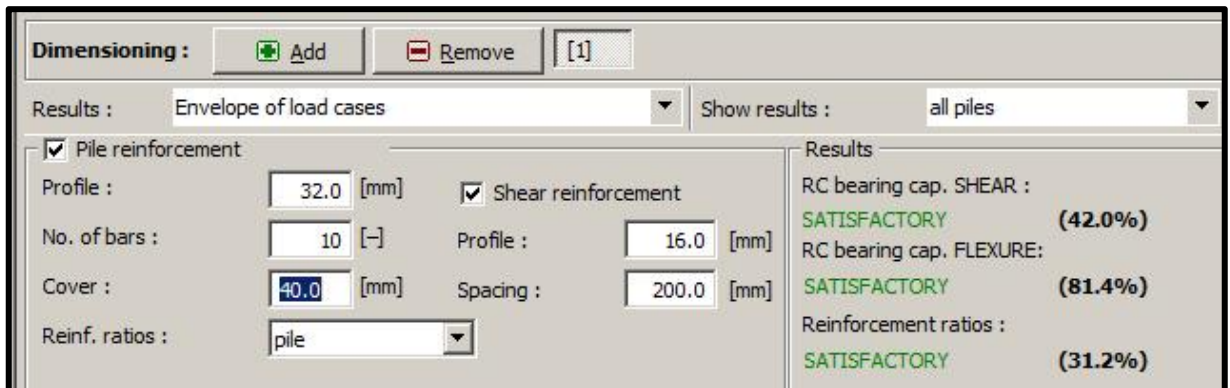 Dimensioning : Add Remove [1]
Results : Envelope of load cases Show results : all piles
Pile reinforcement
Profile : 32.0 [mm] Shear reinforcement
No. of bars : 10 [–] Profile : 16.0 [mm]
Cover : 40.0 [mm] Spacing : 200.0 [mm]
Reinf. ratios : pile
Results
RC bearing cap. SHEAR :
SATISFACTORY (42.0%)
RC bearing cap. FLEXURE:
SATISFACTORY (81.4%)
Reinforcement ratios :
SATISFACTORY (31.2%)